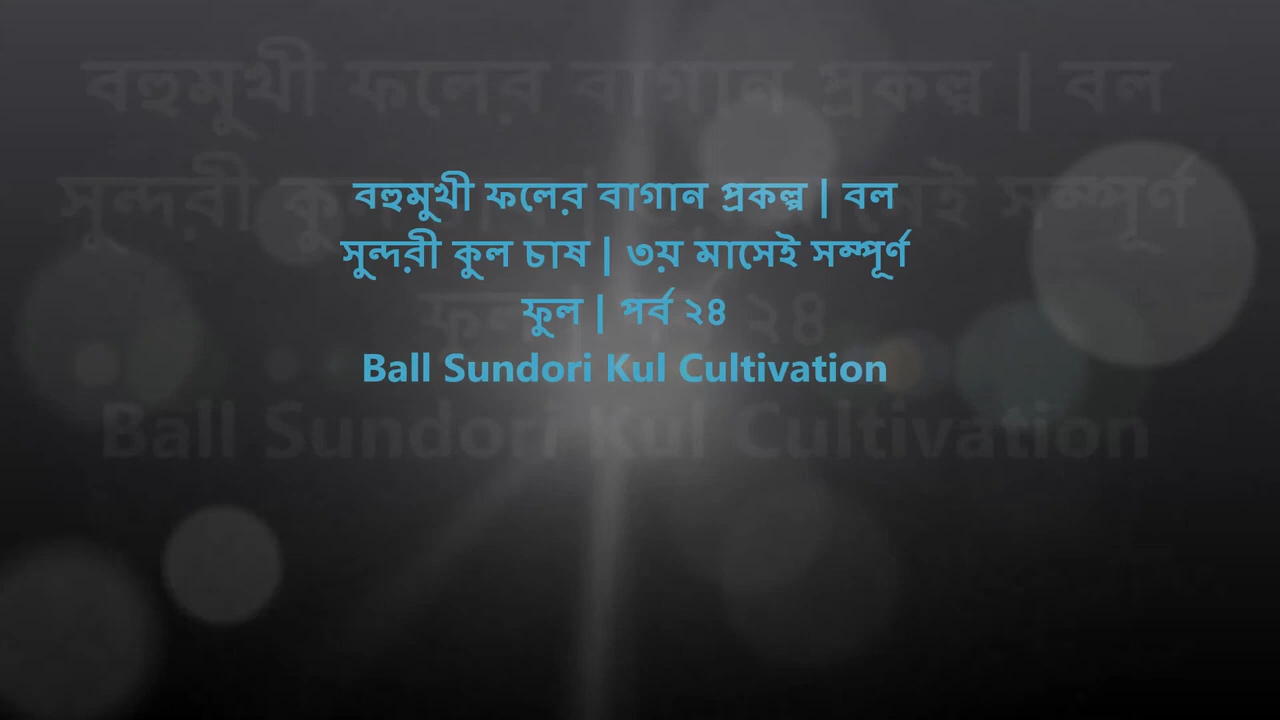 বহুমুখী ফলের বাগান প্রকল্প | বল
সুন্দরী কুল চাষ | ৩য় মাসেই সম্পূর্ণ
ফুল | পর্ব ২৪
Ball Sundori Kul Cultivation